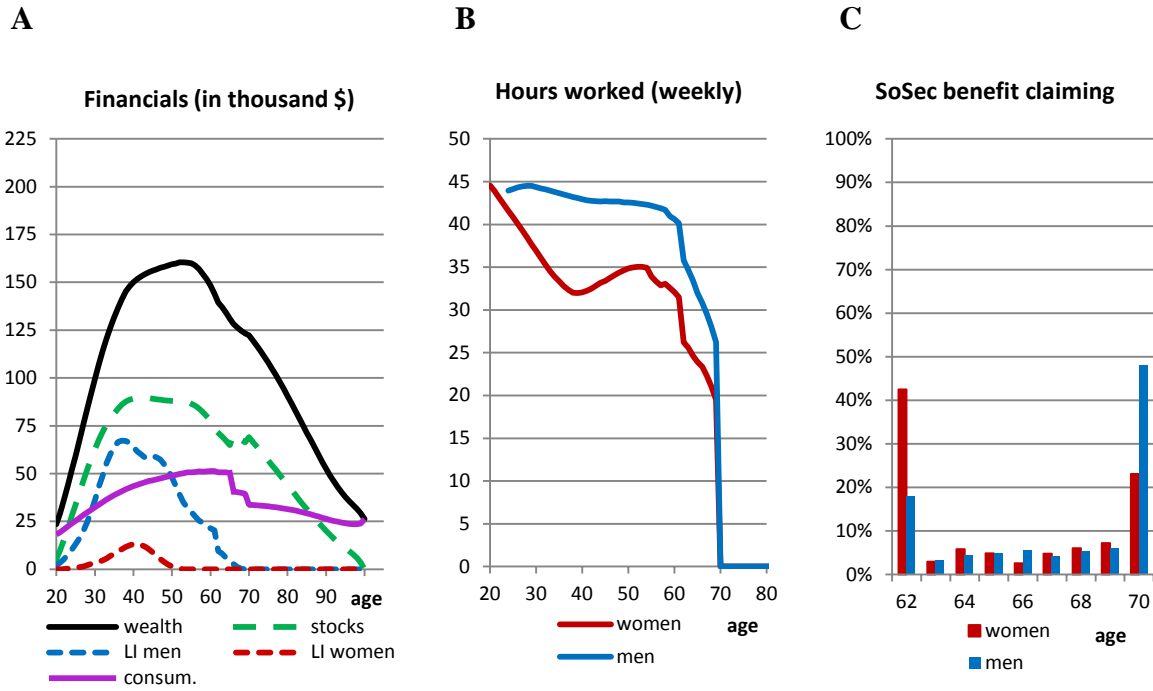 A
Financials (in thousand $)
225
200
175
150
125
100
75
50
25
0
20 30 40 50 60 70 80 90 age
wealth stocks
LI men LI women
consum.
B
Hours worked (weekly)
50
45
40
35
30
25
20
15
10
5
0
20 30 40 50 60 70 80
women age
men
C
SoSec benefit claiming
100%
90%
80%
70%
60%
50%
40%
30%
20%
10%
0%
62 64 66 68 70
women age
men